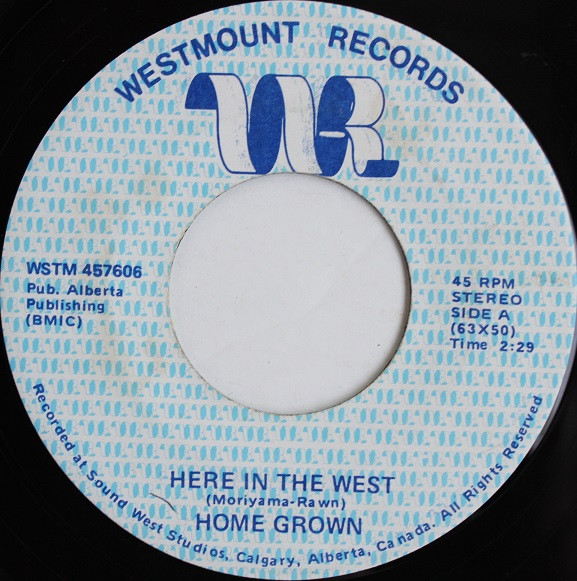 WESTMOUNT RECORDS
WR
WSTM 457606
Pub. Alberta
Publishing
(BMIC)
45 RPM
STEREO
SIDE A
(63X50)
Time 2:29
HERE IN THE WEST
(Moriyama-Rawn)
HOME GROWN
Recorded at Sound West Studios, Calgary, Alberta, Canada. All Rights Reserved